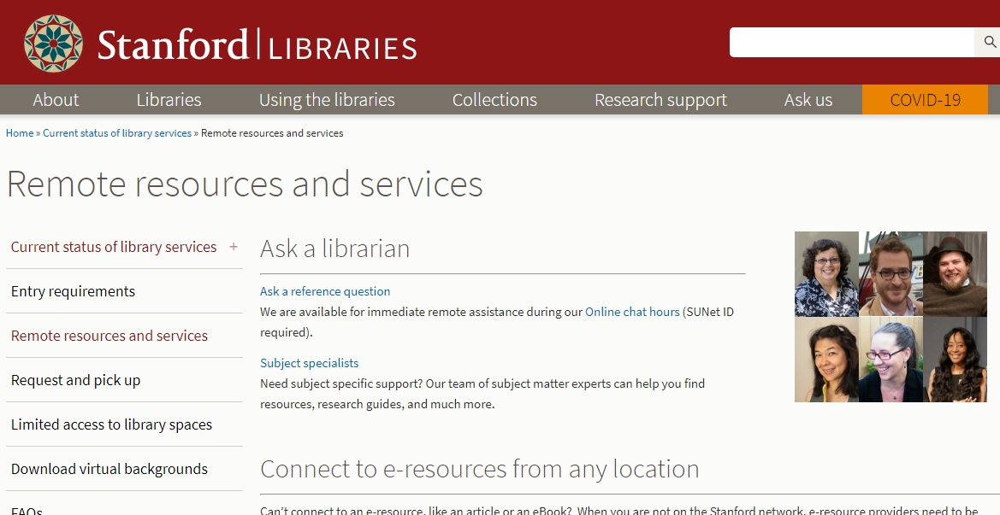 Stanford | LIBRARIES
About Libraries Using the libraries Collections Research support Ask us COVID-19
Home » Current status of library services » Remote resources and services
Remote resources and services
Current status of library services +
Entry requirements
Remote resources and services
Request and pick up
Limited access to library spaces
Download virtual backgrounds
FAQs
Ask a librarian
Ask a reference question
We are available for immediate remote assistance during our Online chat hours (SUNet ID
required).
Subject specialists
Need subject specific support? Our team of subject matter experts can help you find
resources, research guides, and much more.
Connect to e-resources from any location
Can't connect to an e-resource, like an article or an eBook? When you are not on the Stanford network, e-resource providers need to be